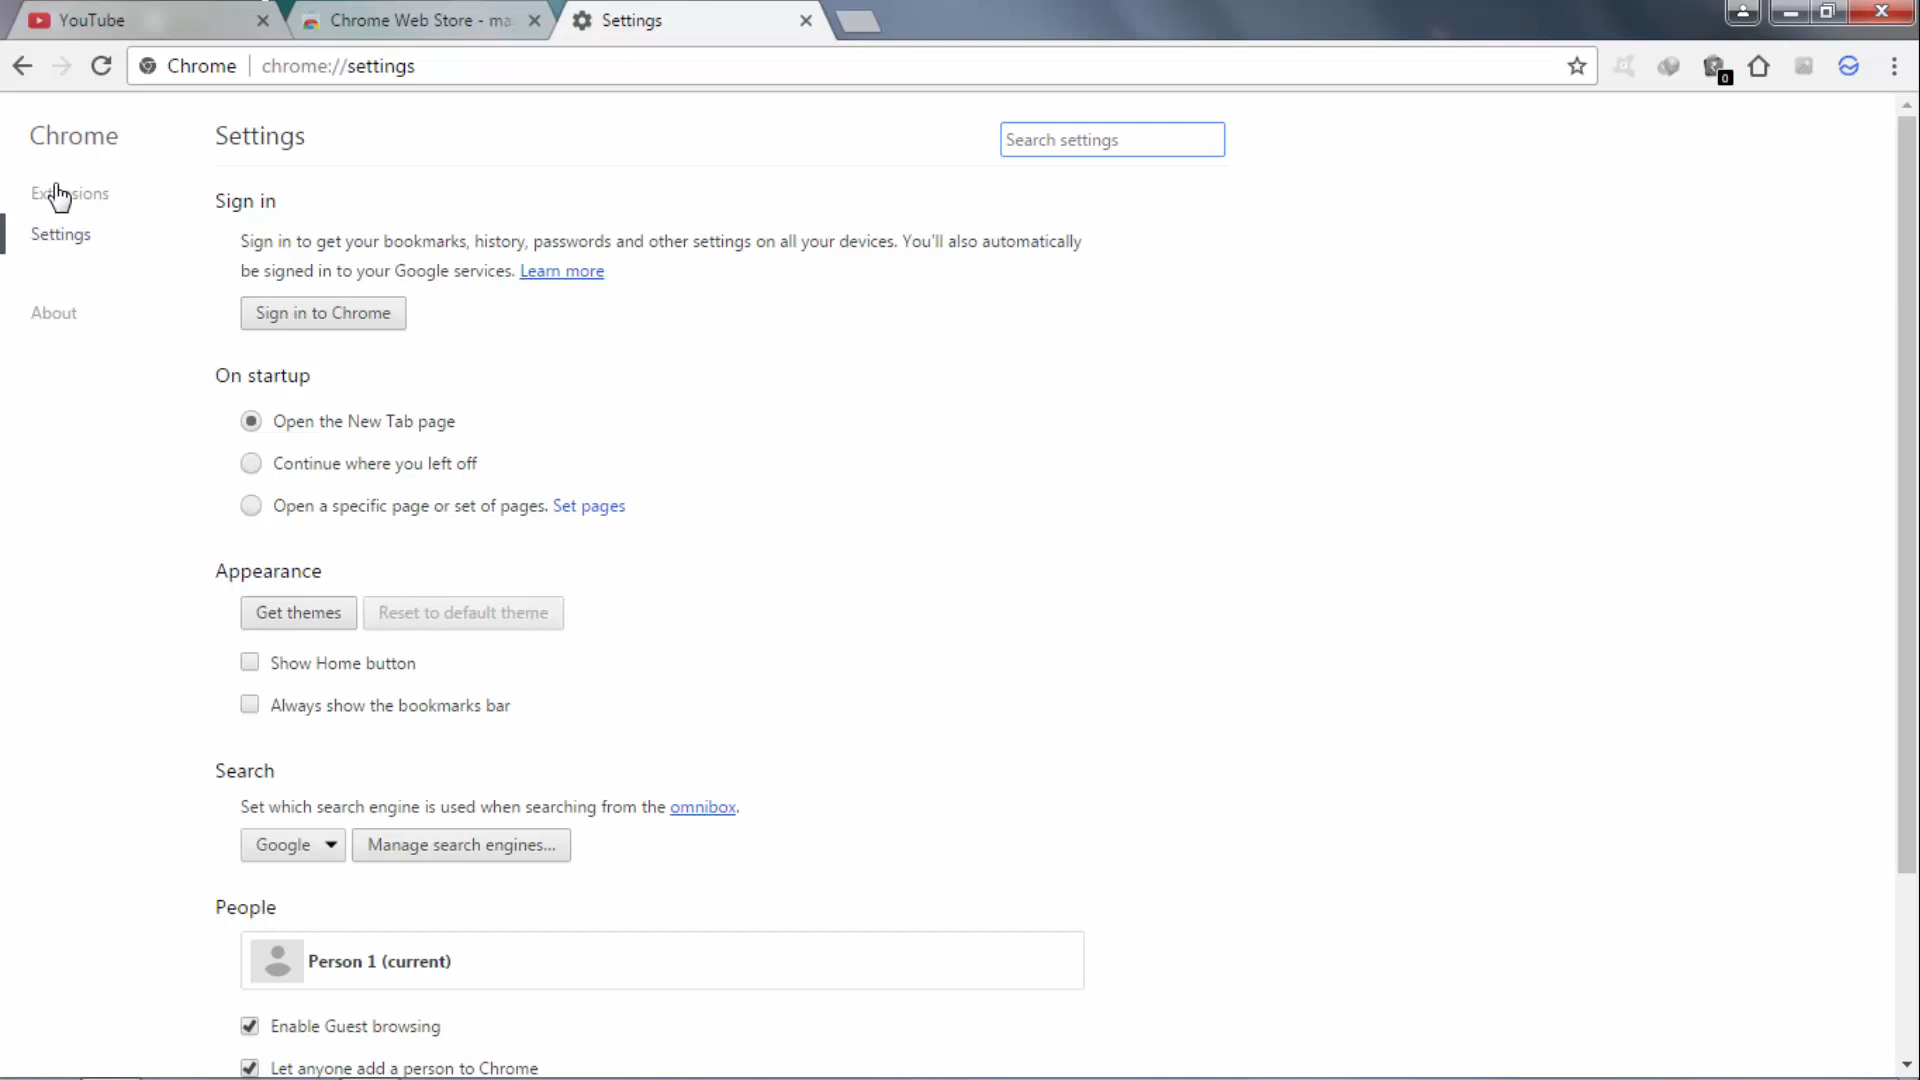 YouTube
Chrome Web Store - ma
Settings
Chrome chrome://settings
0
Chrome
Settings
Search settings
Extensions
Settings
About
Sign in
Sign in to get your bookmarks, history, passwords and other settings on all your devices. You'll also automatically
be signed in to your Google services. Learn more
Sign in to Chrome
On startup
Open the New Tab page
Continue where you left off
Open a specific page or set of pages. Set pages
Appearance
Get themes Reset to default theme
Show Home button
Always show the bookmarks bar
Search
Set which search engine is used when searching from the omnibox.
Google Manage search engines...
People
Person 1 (current)
Enable Guest browsing
Let anyone add a person to Chrome